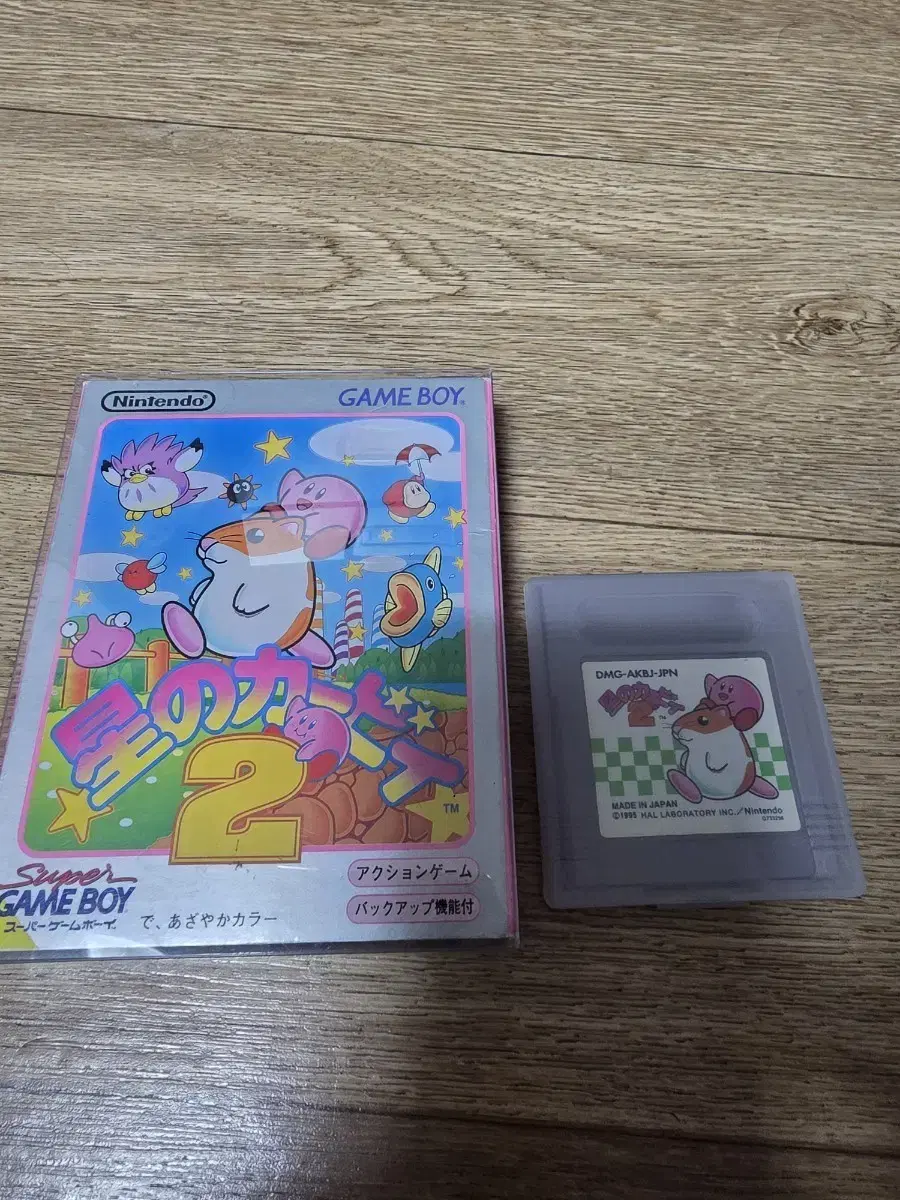 Nintendo®
GAME BOY®
星のカービィ
2
TM
Super
GAME BOY
スーパーゲームボーイ
で、あざやかカラー
アクションゲーム
バックアップ機能付
DMG-AKBJ-JPN
星のカービィ
2
TM
MADE IN JAPAN
©1995 HAL LABORATORY INC./Nintendo